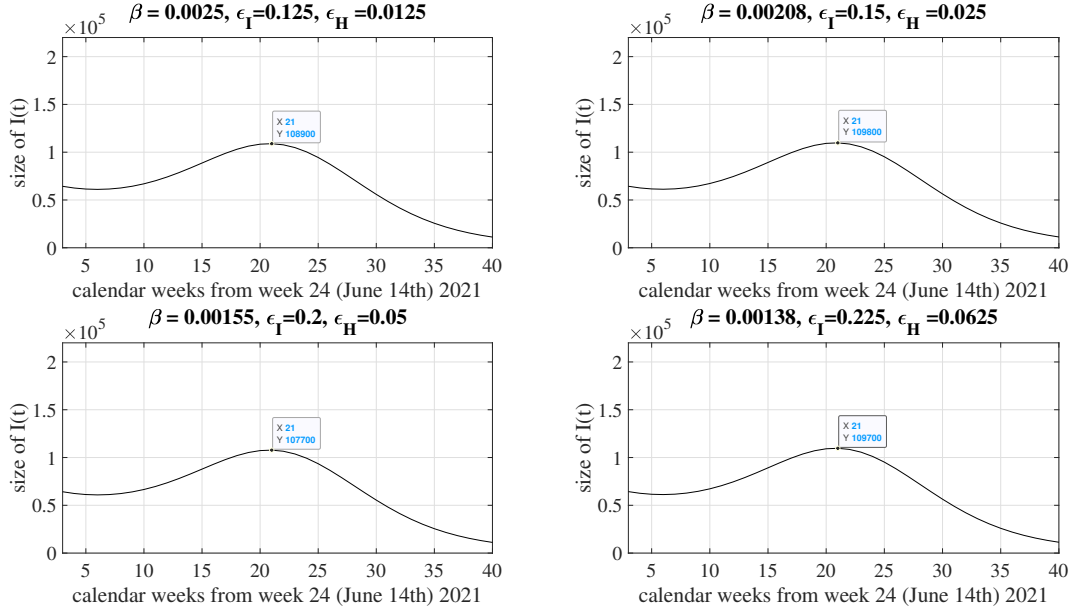 β = 0.0025, ϵ_I=0.125, ϵ_H =0.0125
×10^5
size of I(t)
2
1.5
1
0.5
0
X 21
Y 108900
5 10 15 20 25 30 35 40
calendar weeks from week 24 (June 14th) 2021
β = 0.00208, ϵ_I=0.15, ϵ_H =0.025
×10^5
size of I(t)
2
1.5
1
0.5
0
X 21
Y 109800
5 10 15 20 25 30 35 40
calendar weeks from week 24 (June 14th) 2021
β = 0.00155, ϵ_I=0.2, ϵ_H =0.05
×10^5
size of I(t)
2
1.5
1
0.5
0
X 21
Y 107700
5 10 15 20 25 30 35 40
calendar weeks from week 24 (June 14th) 2021
β = 0.00138, ϵ_I=0.225, ϵ_H =0.0625
×10^5
size of I(t)
2
1.5
1
0.5
0
X 21
Y 109700
5 10 15 20 25 30 35 40
calendar weeks from week 24 (June 14th) 2021